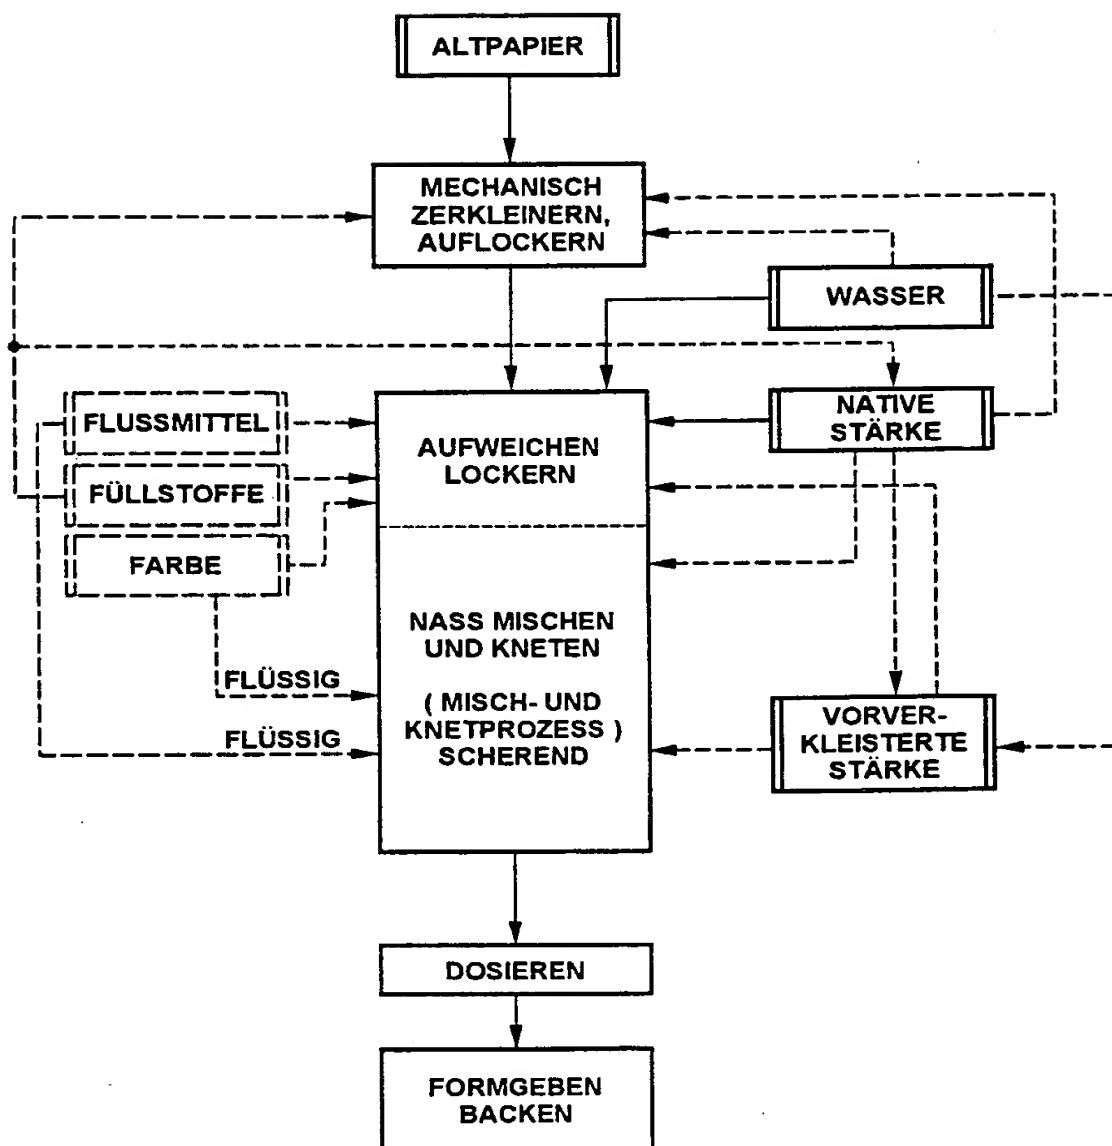 ALTPAPIER
MECHANISCH
ZERKLEINERN,
AUFLOCKERN
WASSER
FLUSSMITTEL
FÜLLSTOFFE
FARBE
AUFWEICHEN
LOCKERN
NATIVE
STÄRKE
NASS MISCHEN
UND KNETEN
( MISCH- UND
KNETPROZESS )
SCHEREND
FLÜSSIG
FLÜSSIG
VORVER-
KLEISTERTE
STÄRKE
DOSIEREN
FORMGEBEN
BACKEN